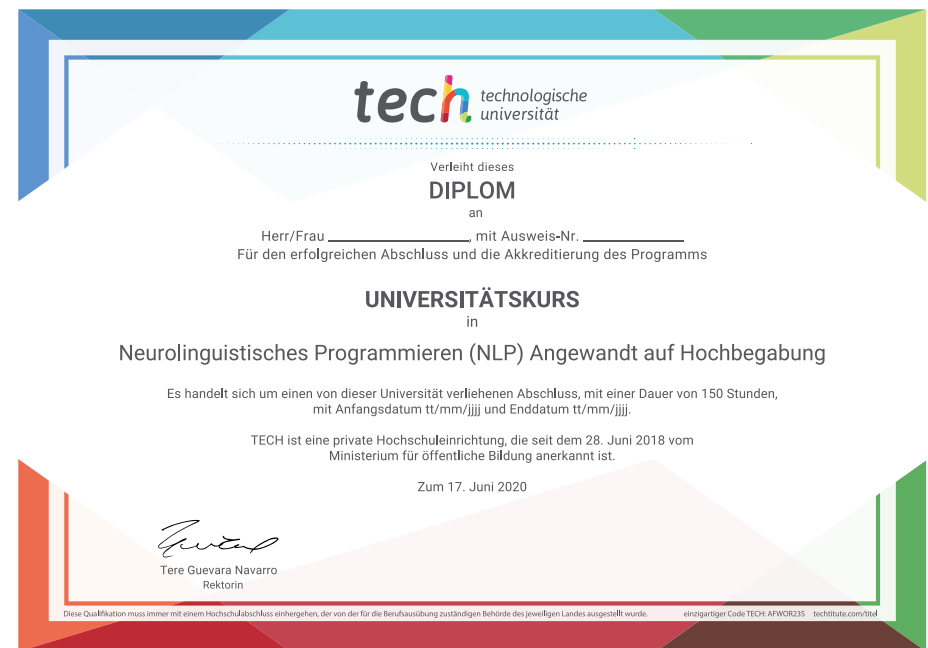 tech technologische
universität
Verleiht dieses
DIPLOM
an
Herr/Frau ____________________, mit Ausweis-Nr. ______________
Für den erfolgreichen Abschluss und die Akkreditierung des Programms
UNIVERSITÄTSKURS
in
Neurolinguistisches Programmieren (NLP) Angewandt auf Hochbegabung
Es handelt sich um einen von dieser Universität verliehenen Abschluss, mit einer Dauer von 150 Stunden,
mit Anfangsdatum tt/mm/jjjj und Enddatum tt/mm/jjjj.
TECH ist eine private Hochschuleinrichtung, die seit dem 28. Juni 2018 vom
Ministerium für öffentliche Bildung anerkannt ist.
Zum 17. Juni 2020
Tere Guevara Navarro
Rektorin
Diese Qualifikation muss immer mit einem Hochschulabschluss einhergehen, der von der für die Berufsausübung zuständigen Behörde des jeweiligen Landes ausgestellt wurde. einzigartiger Code TECH: AFWOR23S techtitute.com/titel